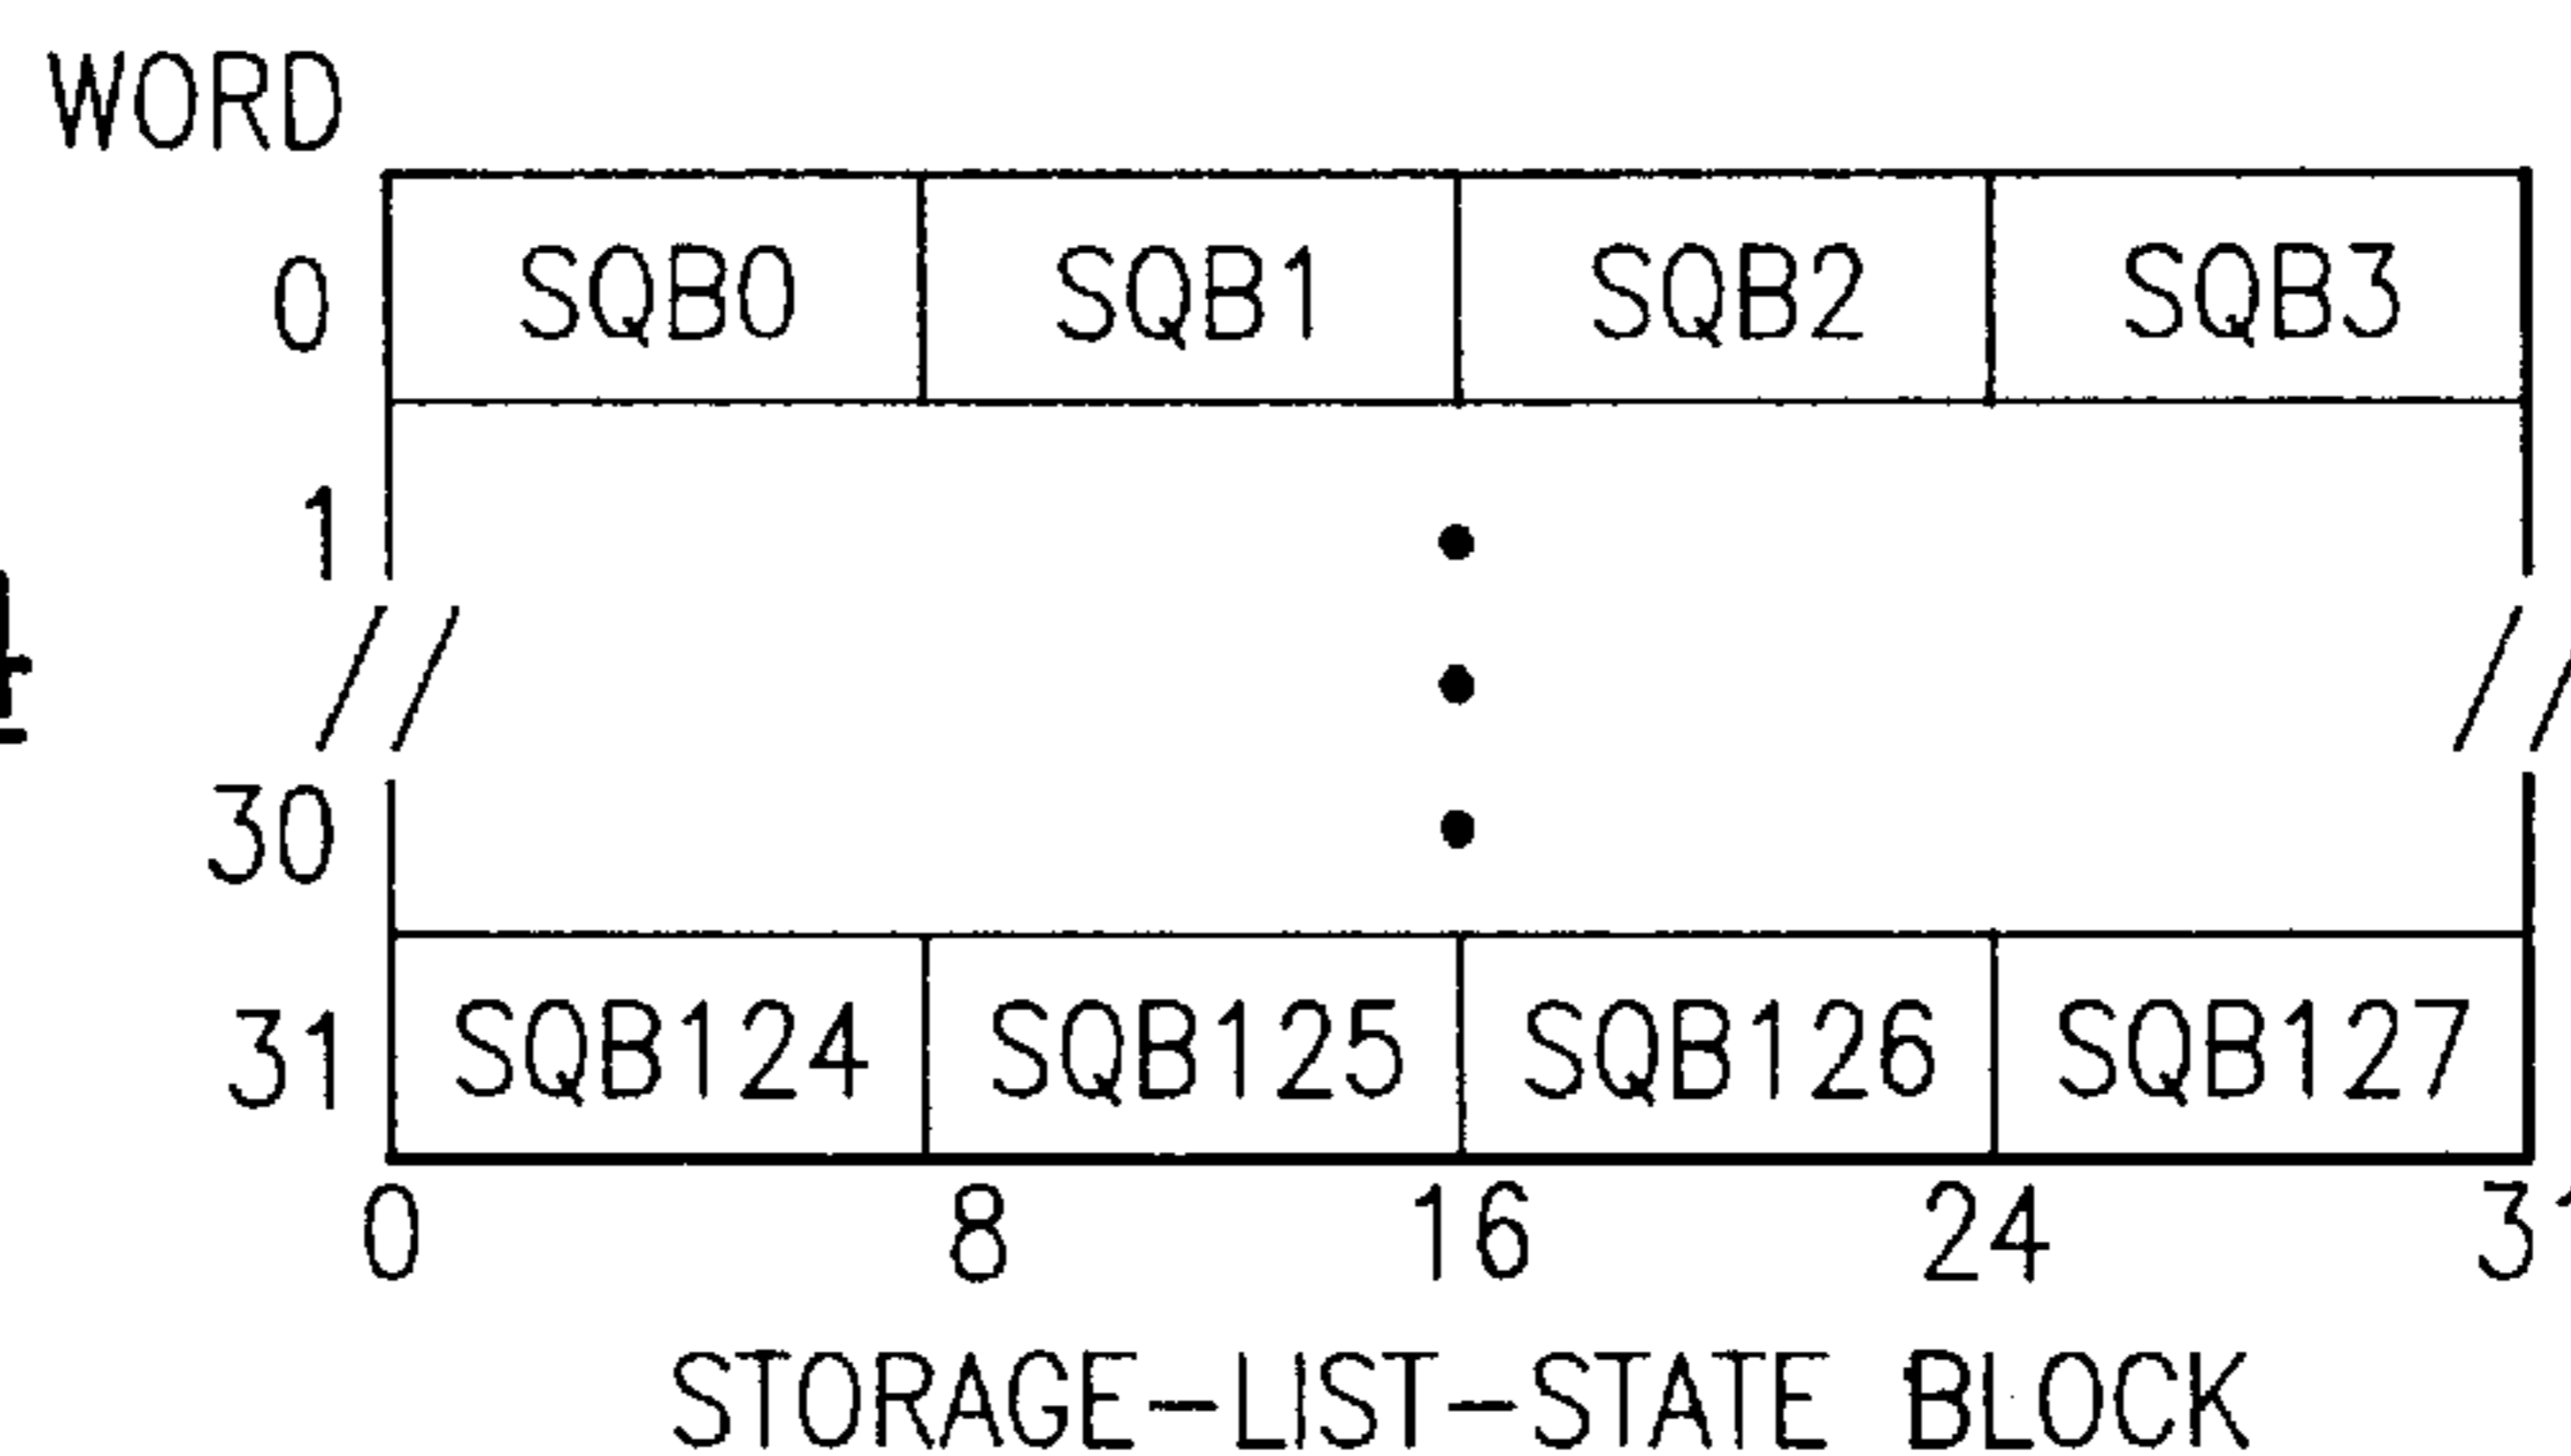 WORD
0 SQB0 SQB1 SQB2 SQB3
1
30
31 SQB124 SQB125 SQB126 SQB127
0 8 16 24 31
STORAGE-LIST-STATE BLOCK